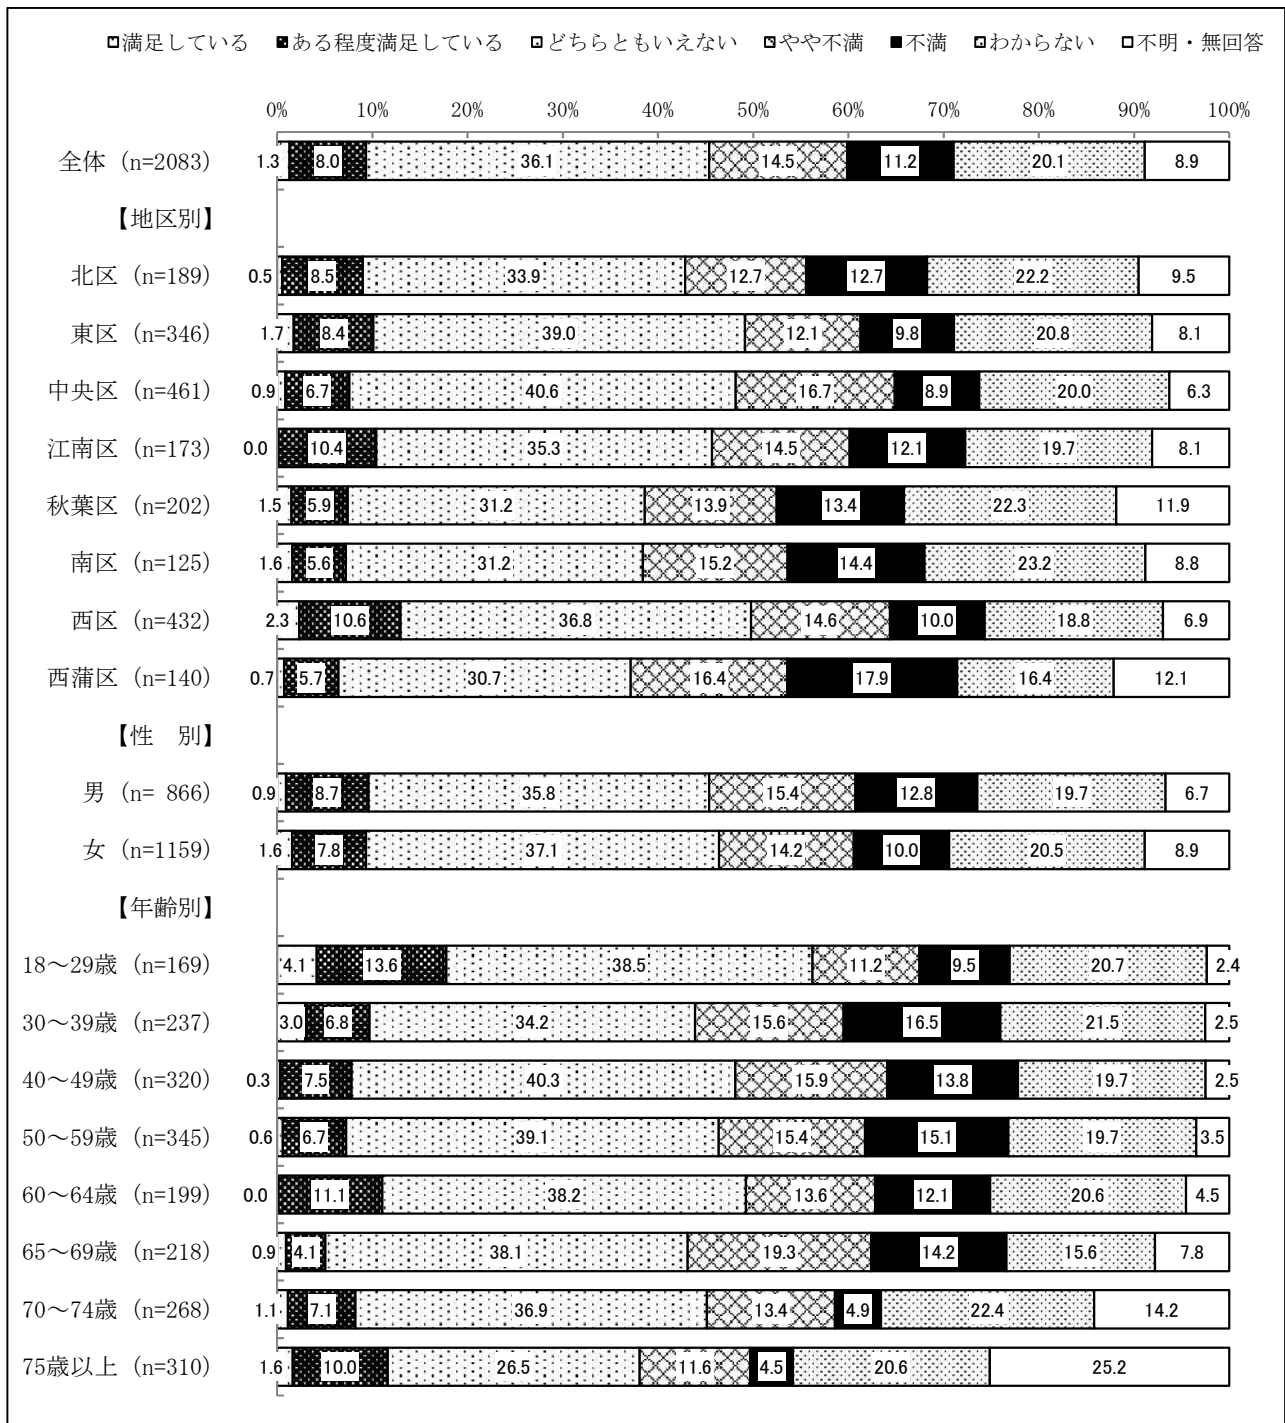 満足している ある程度満足している どちらともいえない やや不満 不満 わからない 不明・無回答
0% 10% 20% 30% 40% 50% 60% 70% 80% 90% 100%
全体 (n=2083) 1.3 8.0 36.1 14.5 11.2 20.1 8.9
【地区別】
北区 (n=189) 0.5 8.5 33.9 12.7 12.7 22.2 9.5
東区 (n=346) 1.7 8.4 39.0 12.1 9.8 20.8 8.1
中央区 (n=461) 0.9 6.7 40.6 16.7 8.9 20.0 6.3
江南区 (n=173) 0.0 10.4 35.3 14.5 12.1 19.7 8.1
秋葉区 (n=202) 1.5 5.9 31.2 13.9 13.4 22.3 11.9
南区 (n=125) 1.6 5.6 31.2 15.2 14.4 23.2 8.8
西区 (n=432) 2.3 10.6 36.8 14.6 10.0 18.8 6.9
西蒲区 (n=140) 0.7 5.7 30.7 16.4 17.9 16.4 12.1
【性　別】
男 (n= 866) 0.9 8.7 35.8 15.4 12.8 19.7 6.7
女 (n=1159) 1.6 7.8 37.1 14.2 10.0 20.5 8.9
【年齢別】
18～29歳 (n=169) 4.1 13.6 38.5 11.2 9.5 20.7 2.4
30～39歳 (n=237) 3.0 6.8 34.2 15.6 16.5 21.5 2.5
40～49歳 (n=320) 0.3 7.5 40.3 15.9 13.8 19.7 2.5
50～59歳 (n=345) 0.6 6.7 39.1 15.4 15.1 19.7 3.5
60～64歳 (n=199) 0.0 11.1 38.2 13.6 12.1 20.6 4.5
65～69歳 (n=218) 0.9 4.1 38.1 19.3 14.2 15.6 7.8
70～74歳 (n=268) 1.1 7.1 36.9 13.4 4.9 22.4 14.2
75歳以上 (n=310) 1.6 10.0 26.5 11.6 4.5 20.6 25.2